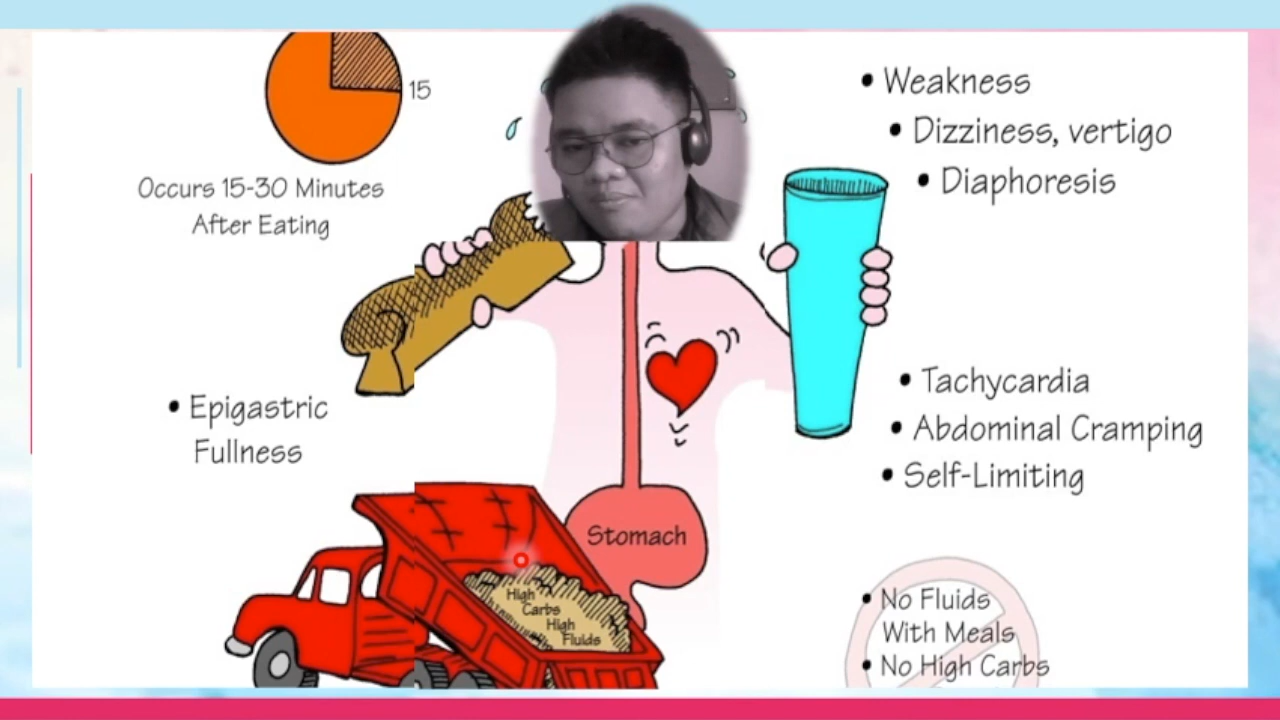 15
Occurs 15-30 Minutes
After Eating
• Epigastric
Fullness
• Weakness
• Dizziness, vertigo
• Diaphoresis
• Tachycardia
• Abdominal Cramping
• Self-Limiting
Stomach
High
Carbs
High
Fluids
• No Fluids
With Meals
• No High Carbs